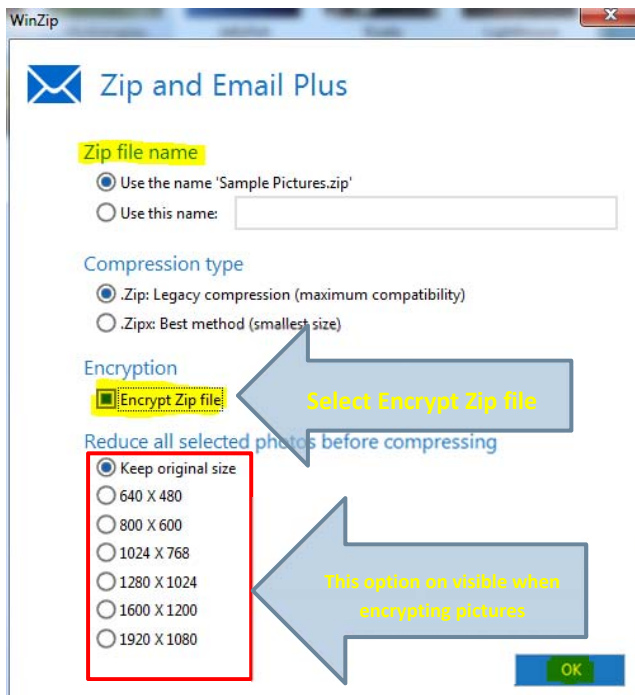 WinZip
X
Zip and Email Plus
Zip file name
Use the name 'Sample Pictures.zip'
Use this name:
Compression type
.Zip: Legacy compression (maximum compatibility)
.Zipx: Best method (smallest size)
Encryption
Encrypt Zip file
Select Encrypt Zip file
Reduce all selected photos before compressing
Keep original size
640 X 480
800 X 600
1024 X 768
1280 X 1024
1600 X 1200
1920 X 1080
This option on visible when
encrypting pictures
OK